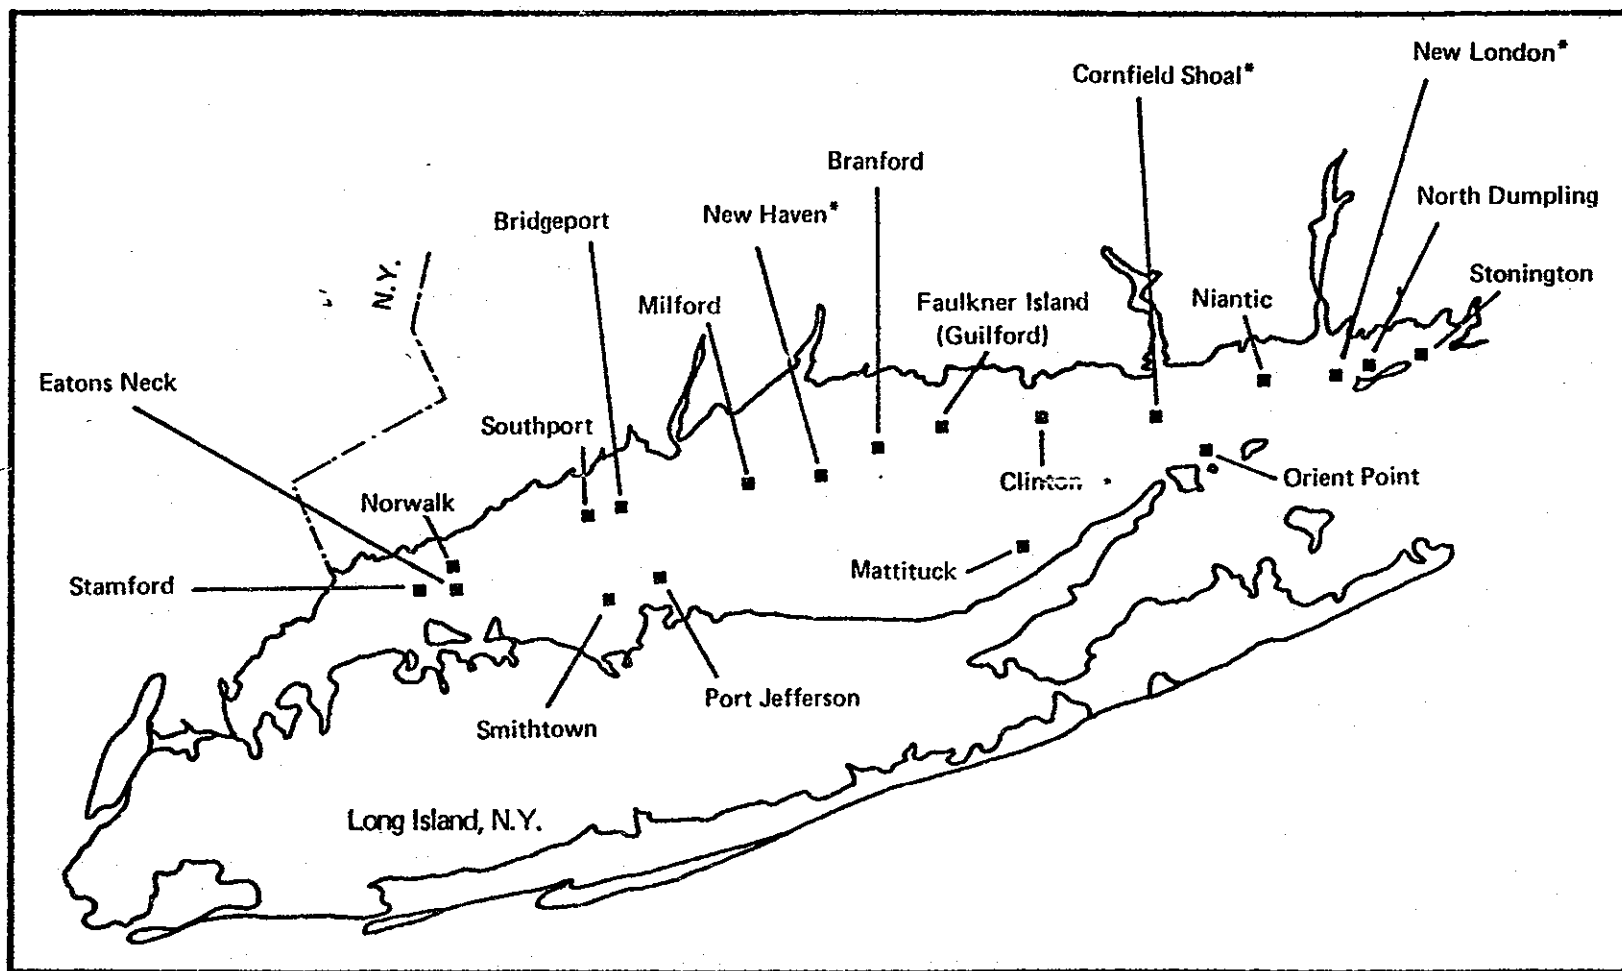 New London*
Cornfield Shoal*
Branford
North Dumpling
New Haven*
Bridgeport
N.Y.
Stonington
Niantic
Milford
Faulkner Island
(Guilford)
Eatons Neck
Southport
Clinton
Orient Point
Norwalk
Mattituck
Stamford
Port Jefferson
Smithtown
Long Island, N.Y.